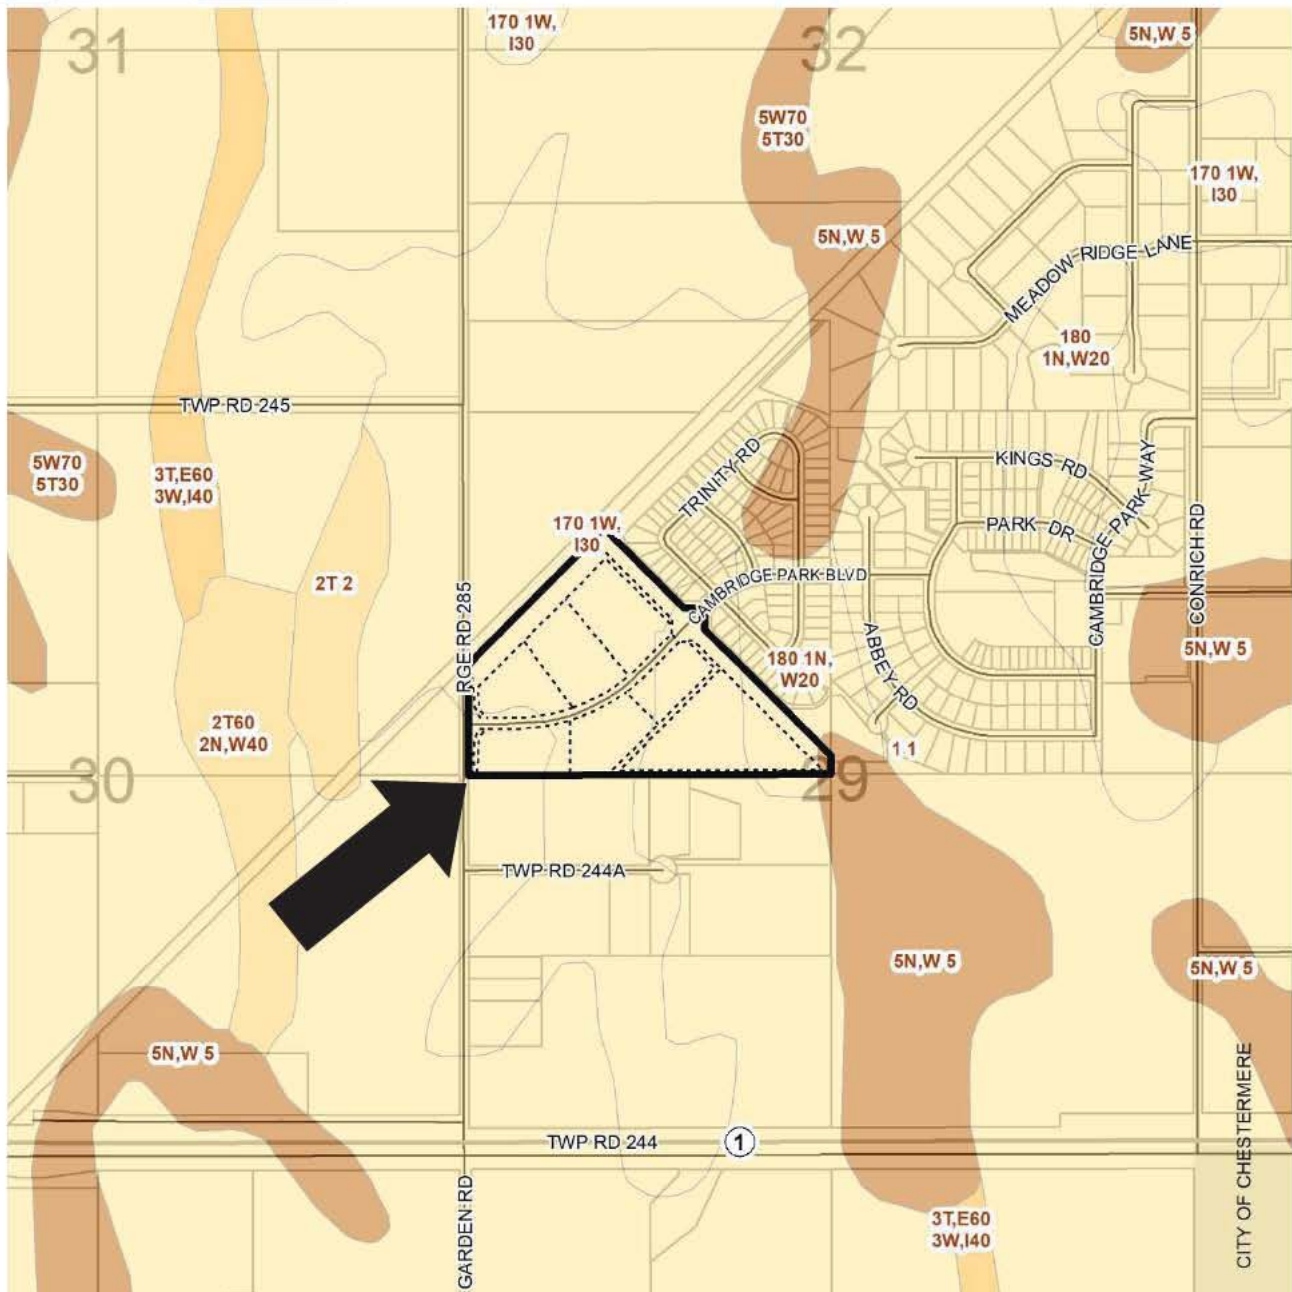 31
170 1W,
I30
32
5N,W 5
5W70
5T30
170 1W,
I30
5N,W 5
MEADOW RIDGE LANE
180
1N,W20
TWP RD 245
5W70
5T30
3T,E60
3W,I40
TRINITY RD
KINGS RD
CAMBRIDGE PARK WAY
CONRICH RD
170 1W,
I30
PARK DR
2T 2
RGE RD 285
CAMBRIDGE PARK BLVD
ABBEY RD
5N,W 5
180 1N,
W20
2T60
2N,W40
1 1
30
29
TWP RD 244A
5N,W 5
5N,W 5
5N,W 5
TWP RD 244
1
CITY OF CHESTERMERE
GARDEN RD
3T,E60
3W,I40